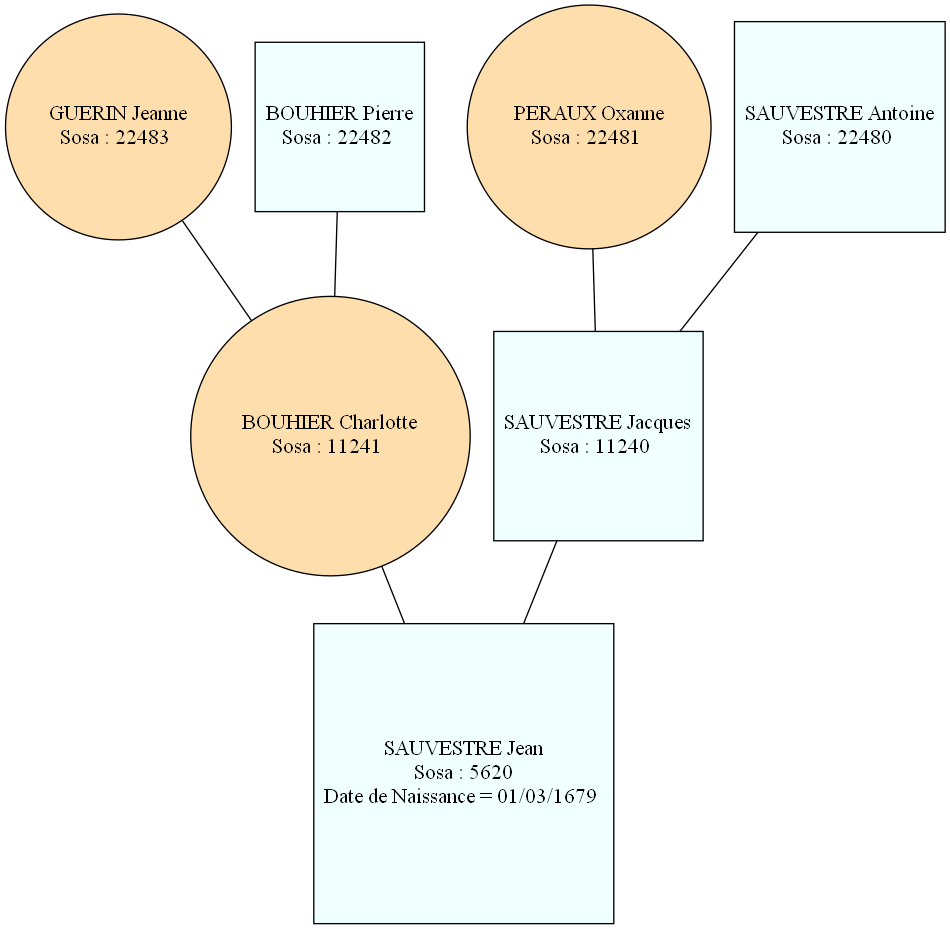 GUERIN Jeanne
Sosa : 22483
BOUHIER Pierre
Sosa : 22482
PERAUX Oxanne
Sosa : 22481
SAUVESTRE Antoine
Sosa : 22480
BOUHIER Charlotte
Sosa : 11241
SAUVESTRE Jacques
Sosa : 11240
SAUVESTRE Jean
Sosa : 5620
Date de Naissance = 01/03/1679